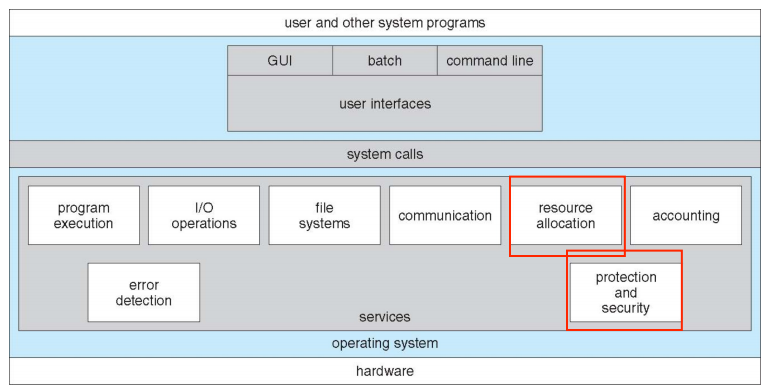 user and other system programs
GUI
batch
command line
user interfaces
system calls
program
execution
I/O
operations
file
systems
communication
resource
allocation
accounting
error
detection
protection
and
security
services
operating system
hardware